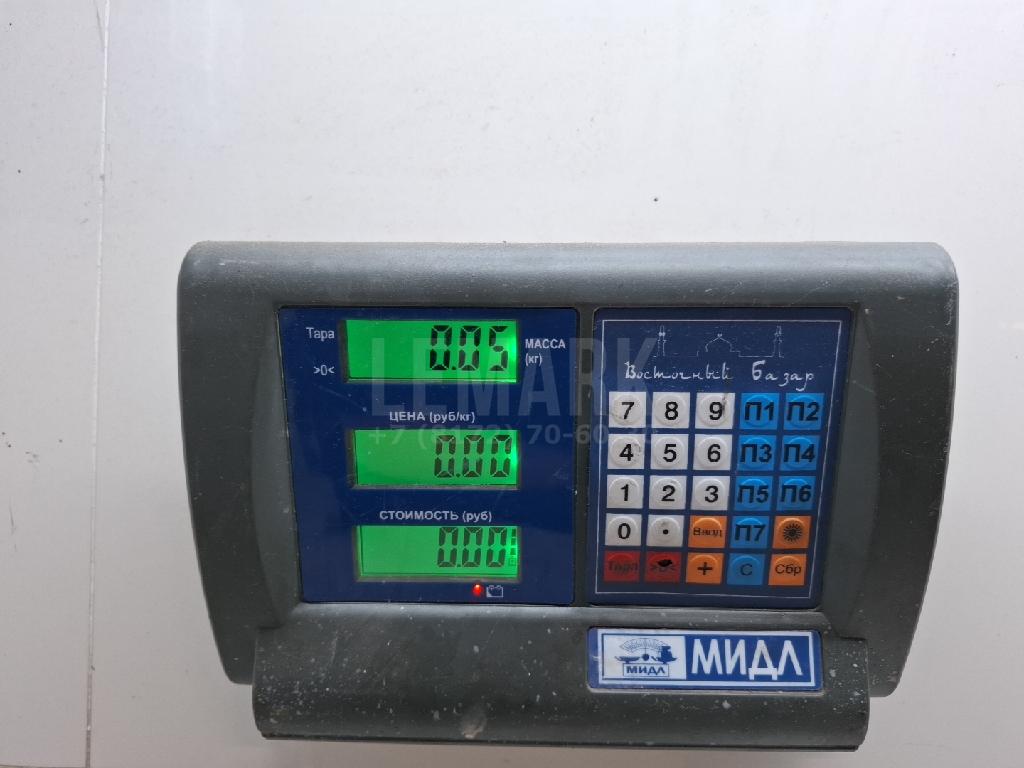 Тара
0.05
МАССА
(кг)
>0<
LEMARK
ЦЕНА (руб/кг)
0.00
СТОИМОСТЬ (руб)
0.00
Восточный Базар
7 8 9 П1 П2
4 5 6 П3 П4
1 2 3 П5 П6
0 . Ввод П7
Тара >0< + С Сбр
МИДЛ
МИДЛ